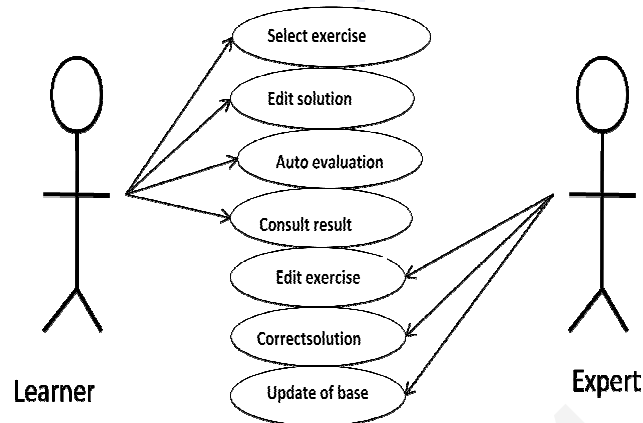 Select exercise
Edit solution
Auto evaluation
Consult result
Edit exercise
Correctsolution
Update of base
Learner
Expert